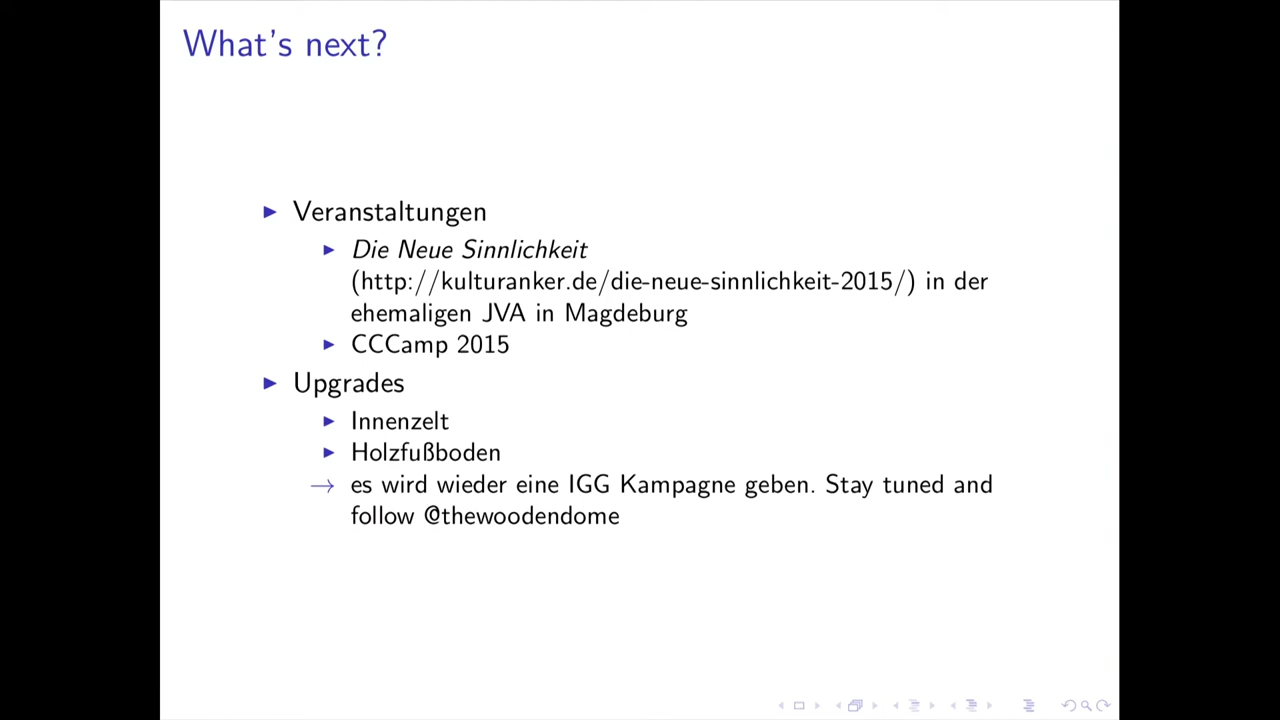 What's next?
Veranstaltungen
Die Neue Sinnlichkeit
(http://kulturanker.de/die-neue-sinnlichkeit-2015/) in der
ehemaligen JVA in Magdeburg
CCCamp 2015
Upgrades
Innenzelt
Holzfußboden
→ es wird wieder eine IGG Kampagne geben. Stay tuned and
follow @thewoodendome